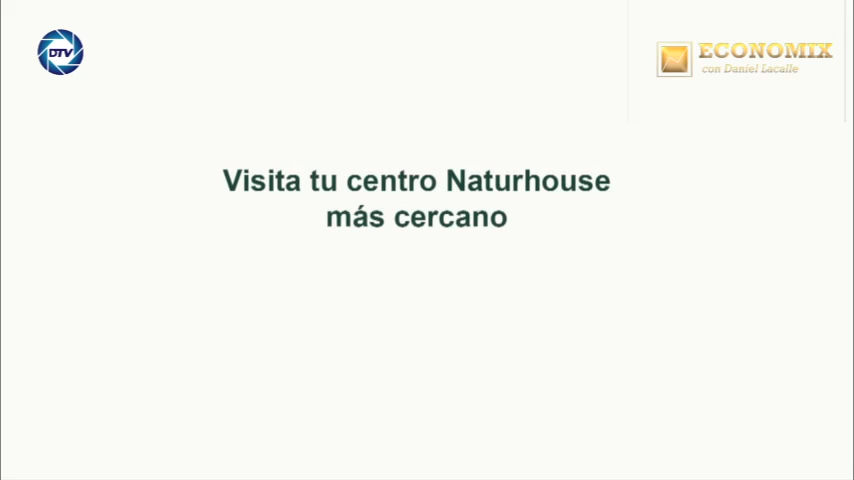 DTV
ECONOMIX
con Daniel Lacalle
Visita tu centro Naturhouse
más cercano